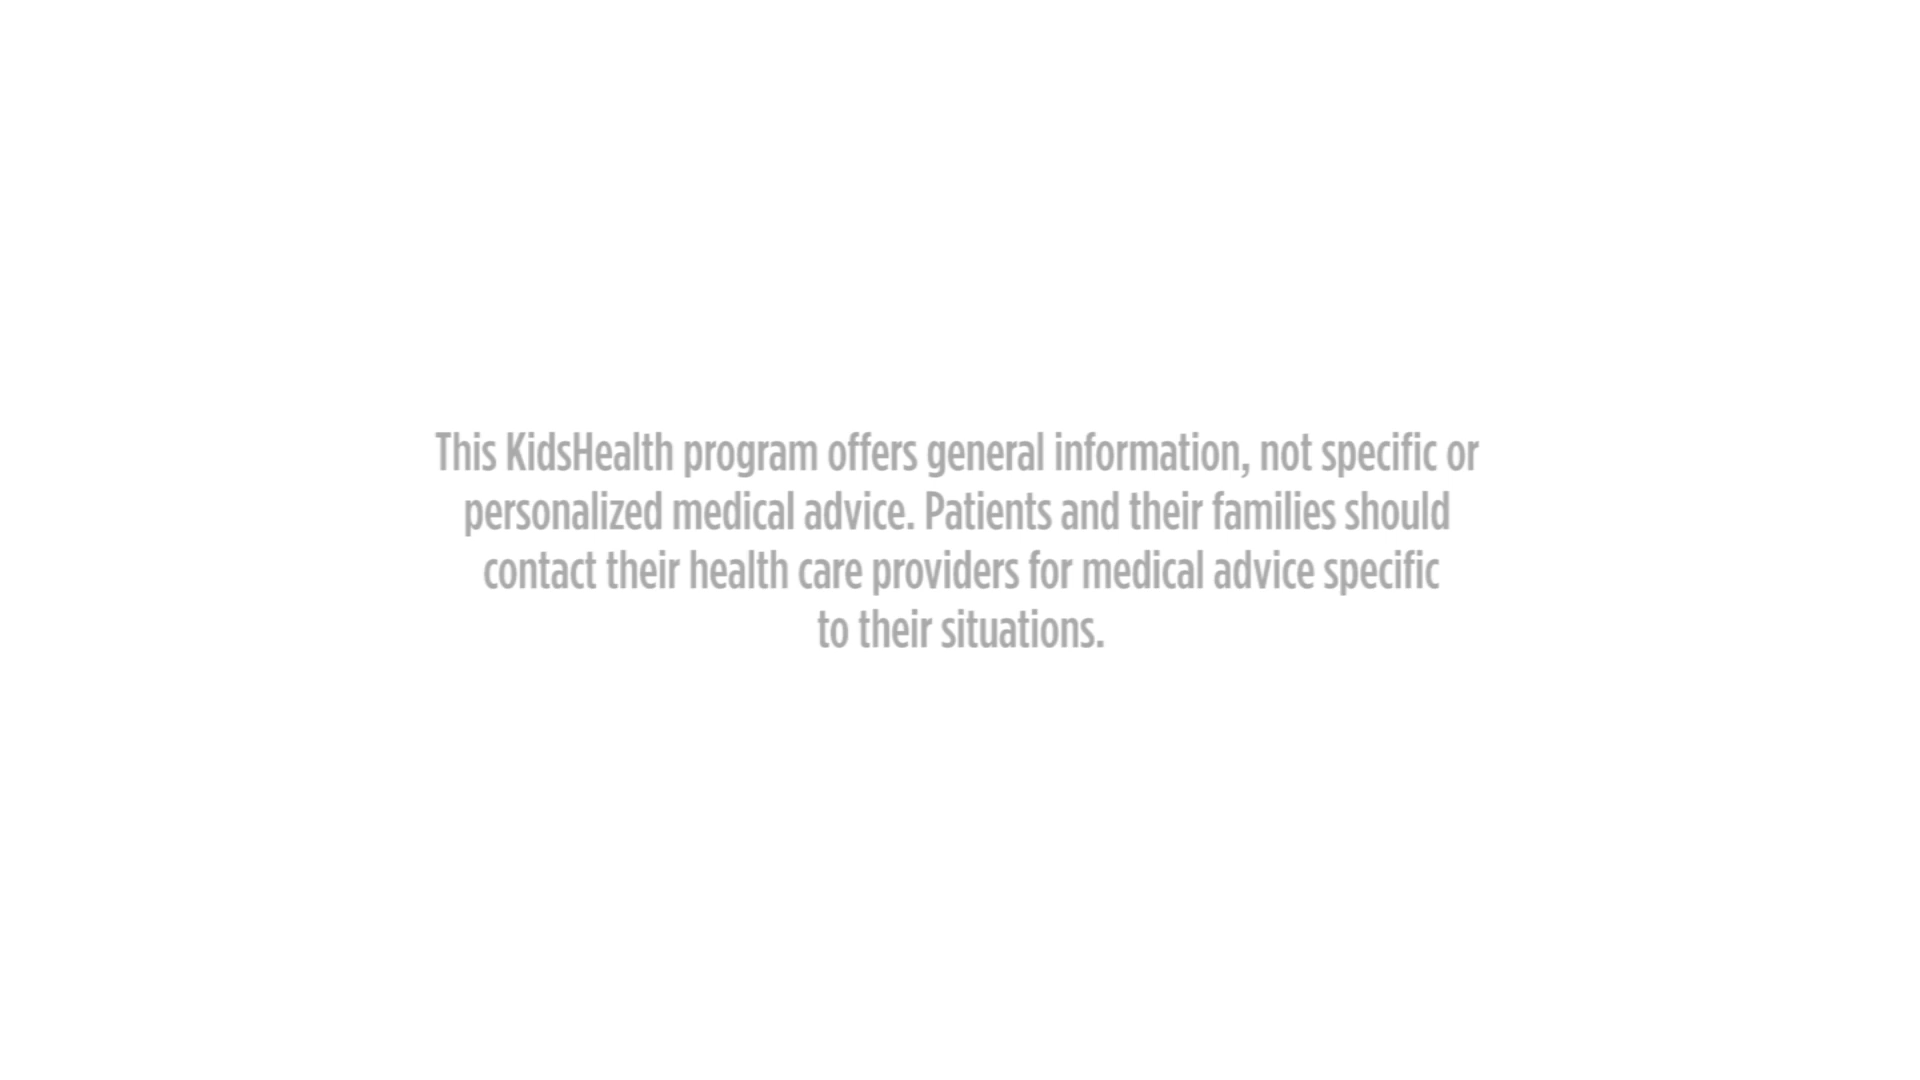 This KidsHealth program offers general information, not specific or
personalized medical advice. Patients and their families should
contact their health care providers for medical advice specific
to their situations.